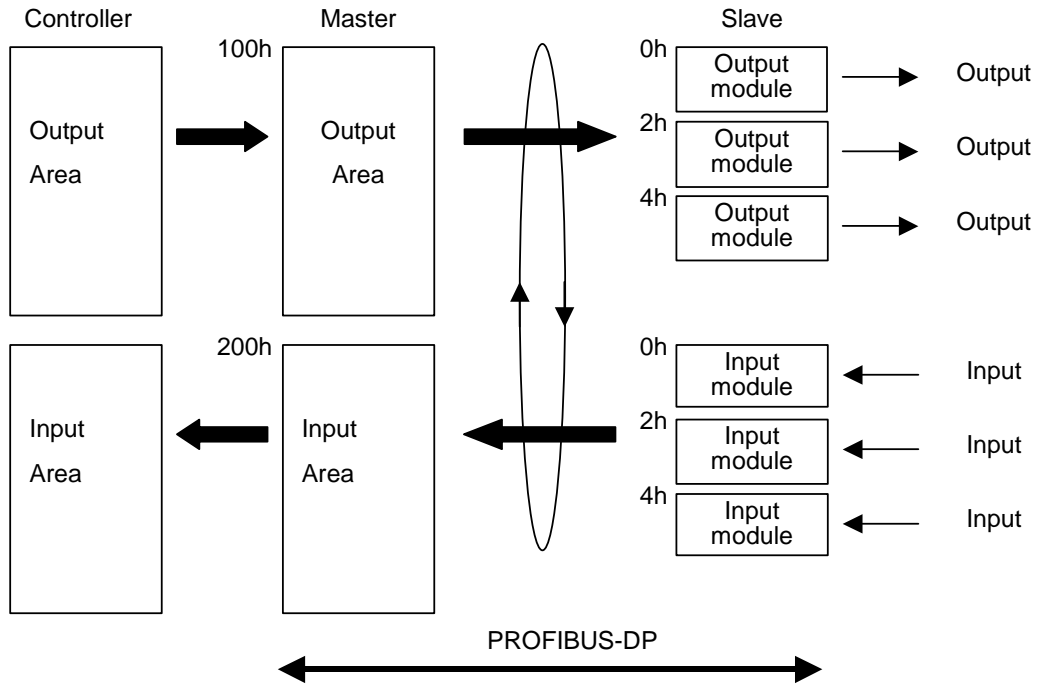 Controller
Master
Slave
100h
0h
Output
module
Output
2h
Output
Area
Output
Area
Output
module
Output
4h
Output
module
Output
200h
0h
Input
module
Input
Input
Area
Input
Area
2h
Input
module
Input
4h
Input
module
Input
PROFIBUS-DP